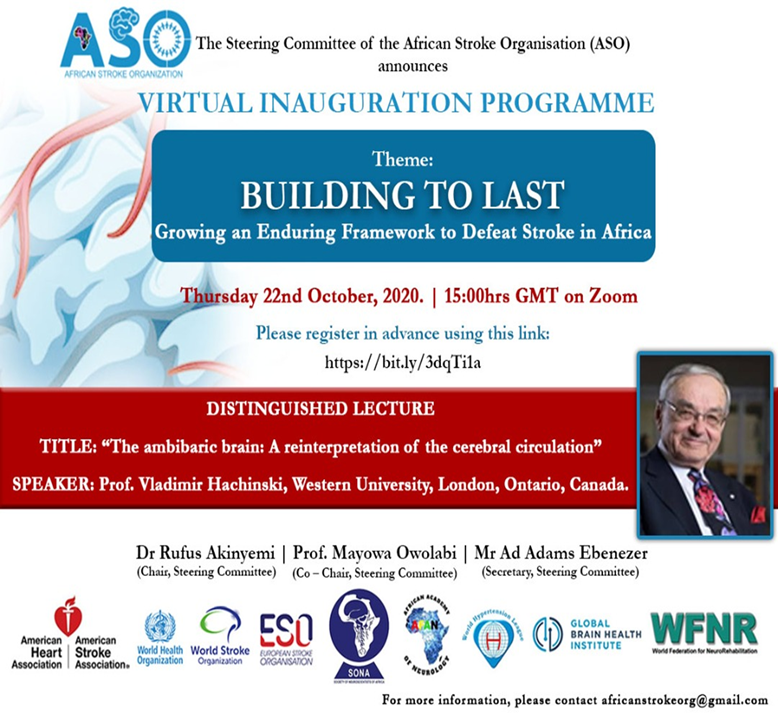 ASO
AFRICAN STROKE ORGANIZATION
The Steering Committee of the African Stroke Organisation (ASO)
announces
VIRTUAL INAUGURATION PROGRAMME
Theme:
BUILDING TO LAST
Growing an Enduring Framework to Defeat Stroke in Africa
Thursday 22nd October, 2020. | 15:00hrs GMT on Zoom
Please register in advance using this link:
https://bit.ly/3dqTi1a
DISTINGUISHED LECTURE
TITLE: “The ambibaric brain: A reinterpretation of the cerebral circulation”
SPEAKER: Prof. Vladimir Hachinski, Western University, London, Ontario, Canada.
Dr Rufus Akinyemi | Prof. Mayowa Owolabi | Mr Ad Adams Ebenezer
(Chair, Steering Committee) (Co – Chair, Steering Committee) (Secretary, Steering Committee)
American Heart Association | American Stroke Association®
World Health Organization
World Stroke Organization
ESO
EUROPEAN STROKE ORGANISATION
SONA
SOCIETY OF NEUROSCIENTISTS OF AFRICA
AFRICAN ACADEMY OF NEUROLOGY
AFAN
World Hypertension League
H
GLOBAL BRAIN HEALTH INSTITUTE
WFNR
World Federation for NeuroRehabilitation
For more information, please contact africanstrokeorg@gmail.com